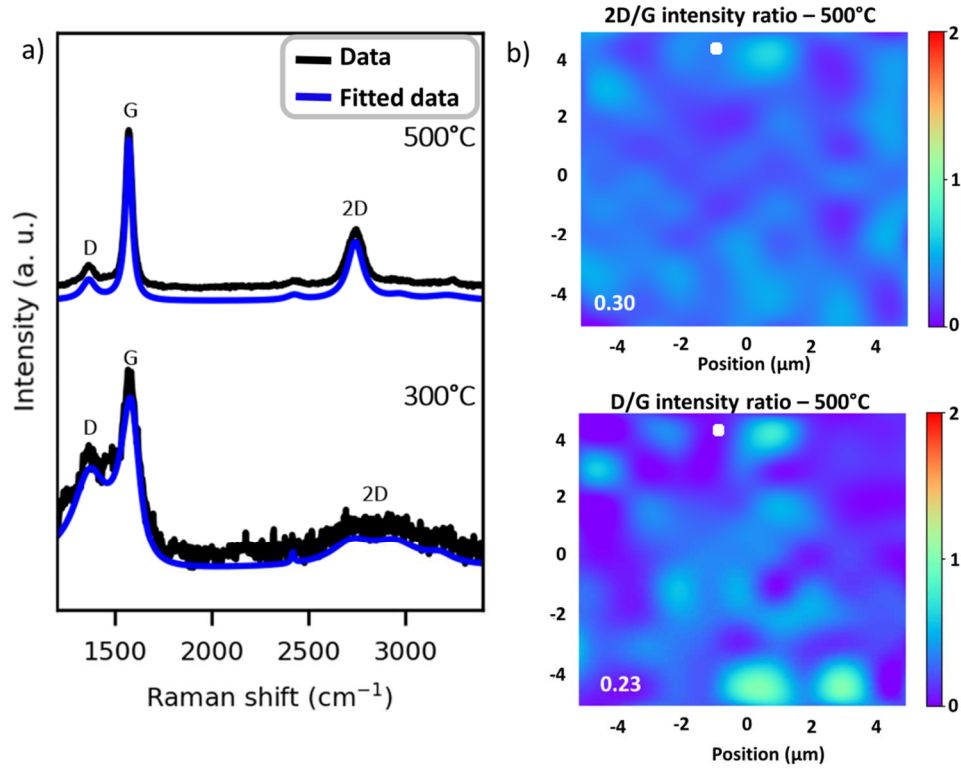 a)
Data
Fitted data
500°C
G
D
2D
300°C
G
D
2D
Intensity (a. u.)
1500 2000 2500 3000
Raman shift (cm⁻¹)
b)
2D/G intensity ratio – 500°C
4
2
0
-2
-4
0.30
-4 -2 0 2 4
Position (μm)
2
1
0
D/G intensity ratio – 500°C
4
2
0
-2
-4
0.23
-4 -2 0 2 4
Position (μm)
2
1
0